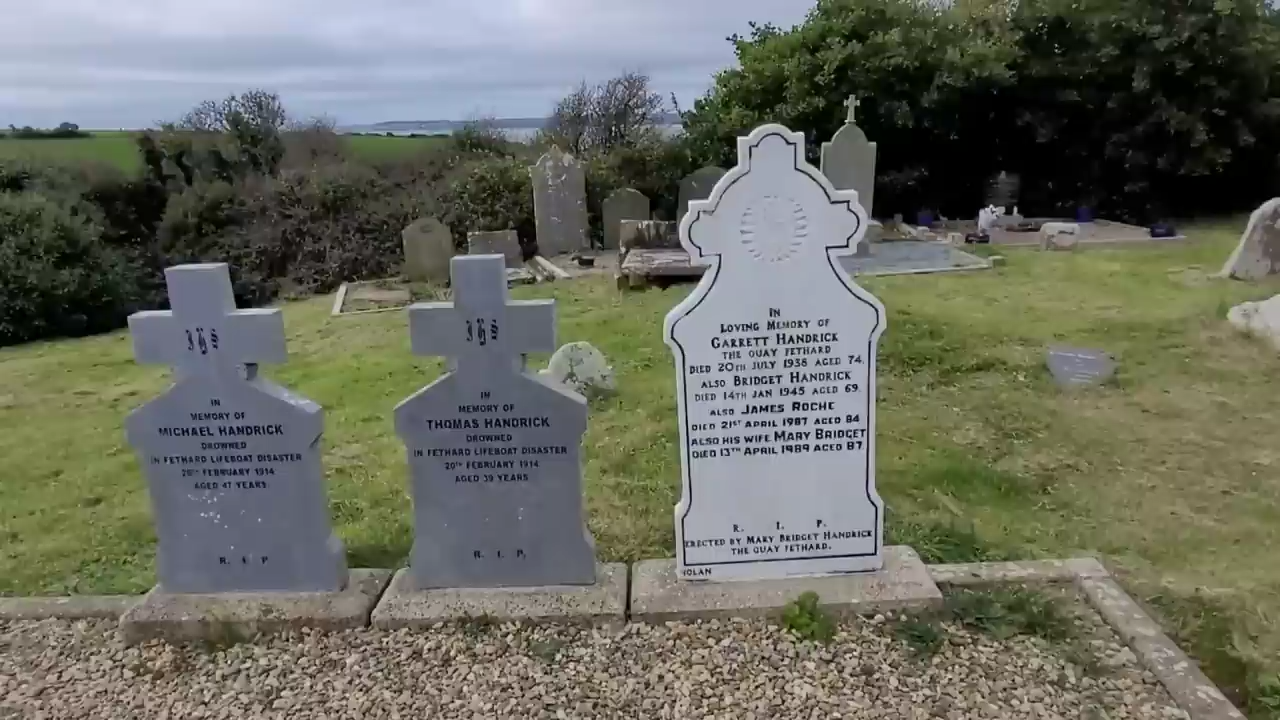 IHS
IN
MEMORY OF
MICHAEL HANDRICK
DROWNED
IN FETHARD LIFEBOAT DISASTER
20TH FEBRUARY 1914
AGED 47 YEARS
R. I. P
IHS
IN
MEMORY OF
THOMAS HANDRICK
DROWNED
IN FETHARD LIFEBOAT DISASTER
20TH FEBRUARY 1914
AGED 39 YEARS
R. I. P.
IN
LOVING MEMORY OF
GARRETT HANDRICK
THE QUAY FETHARD
DIED 20TH JULY 1938 AGED 74.
ALSO BRIDGET HANDRICK
DIED 14TH JAN 1945 AGED 69.
ALSO JAMES ROCHE
DIED 21ST APRIL 1987 AGED 84
ALSO HIS WIFE MARY BRIDGET
DIED 13TH APRIL 1989 AGED 87.
R. I. P.
ERECTED BY MARY BRIDGET HANDRICK
THE QUAY FETHARD.
NOLAN